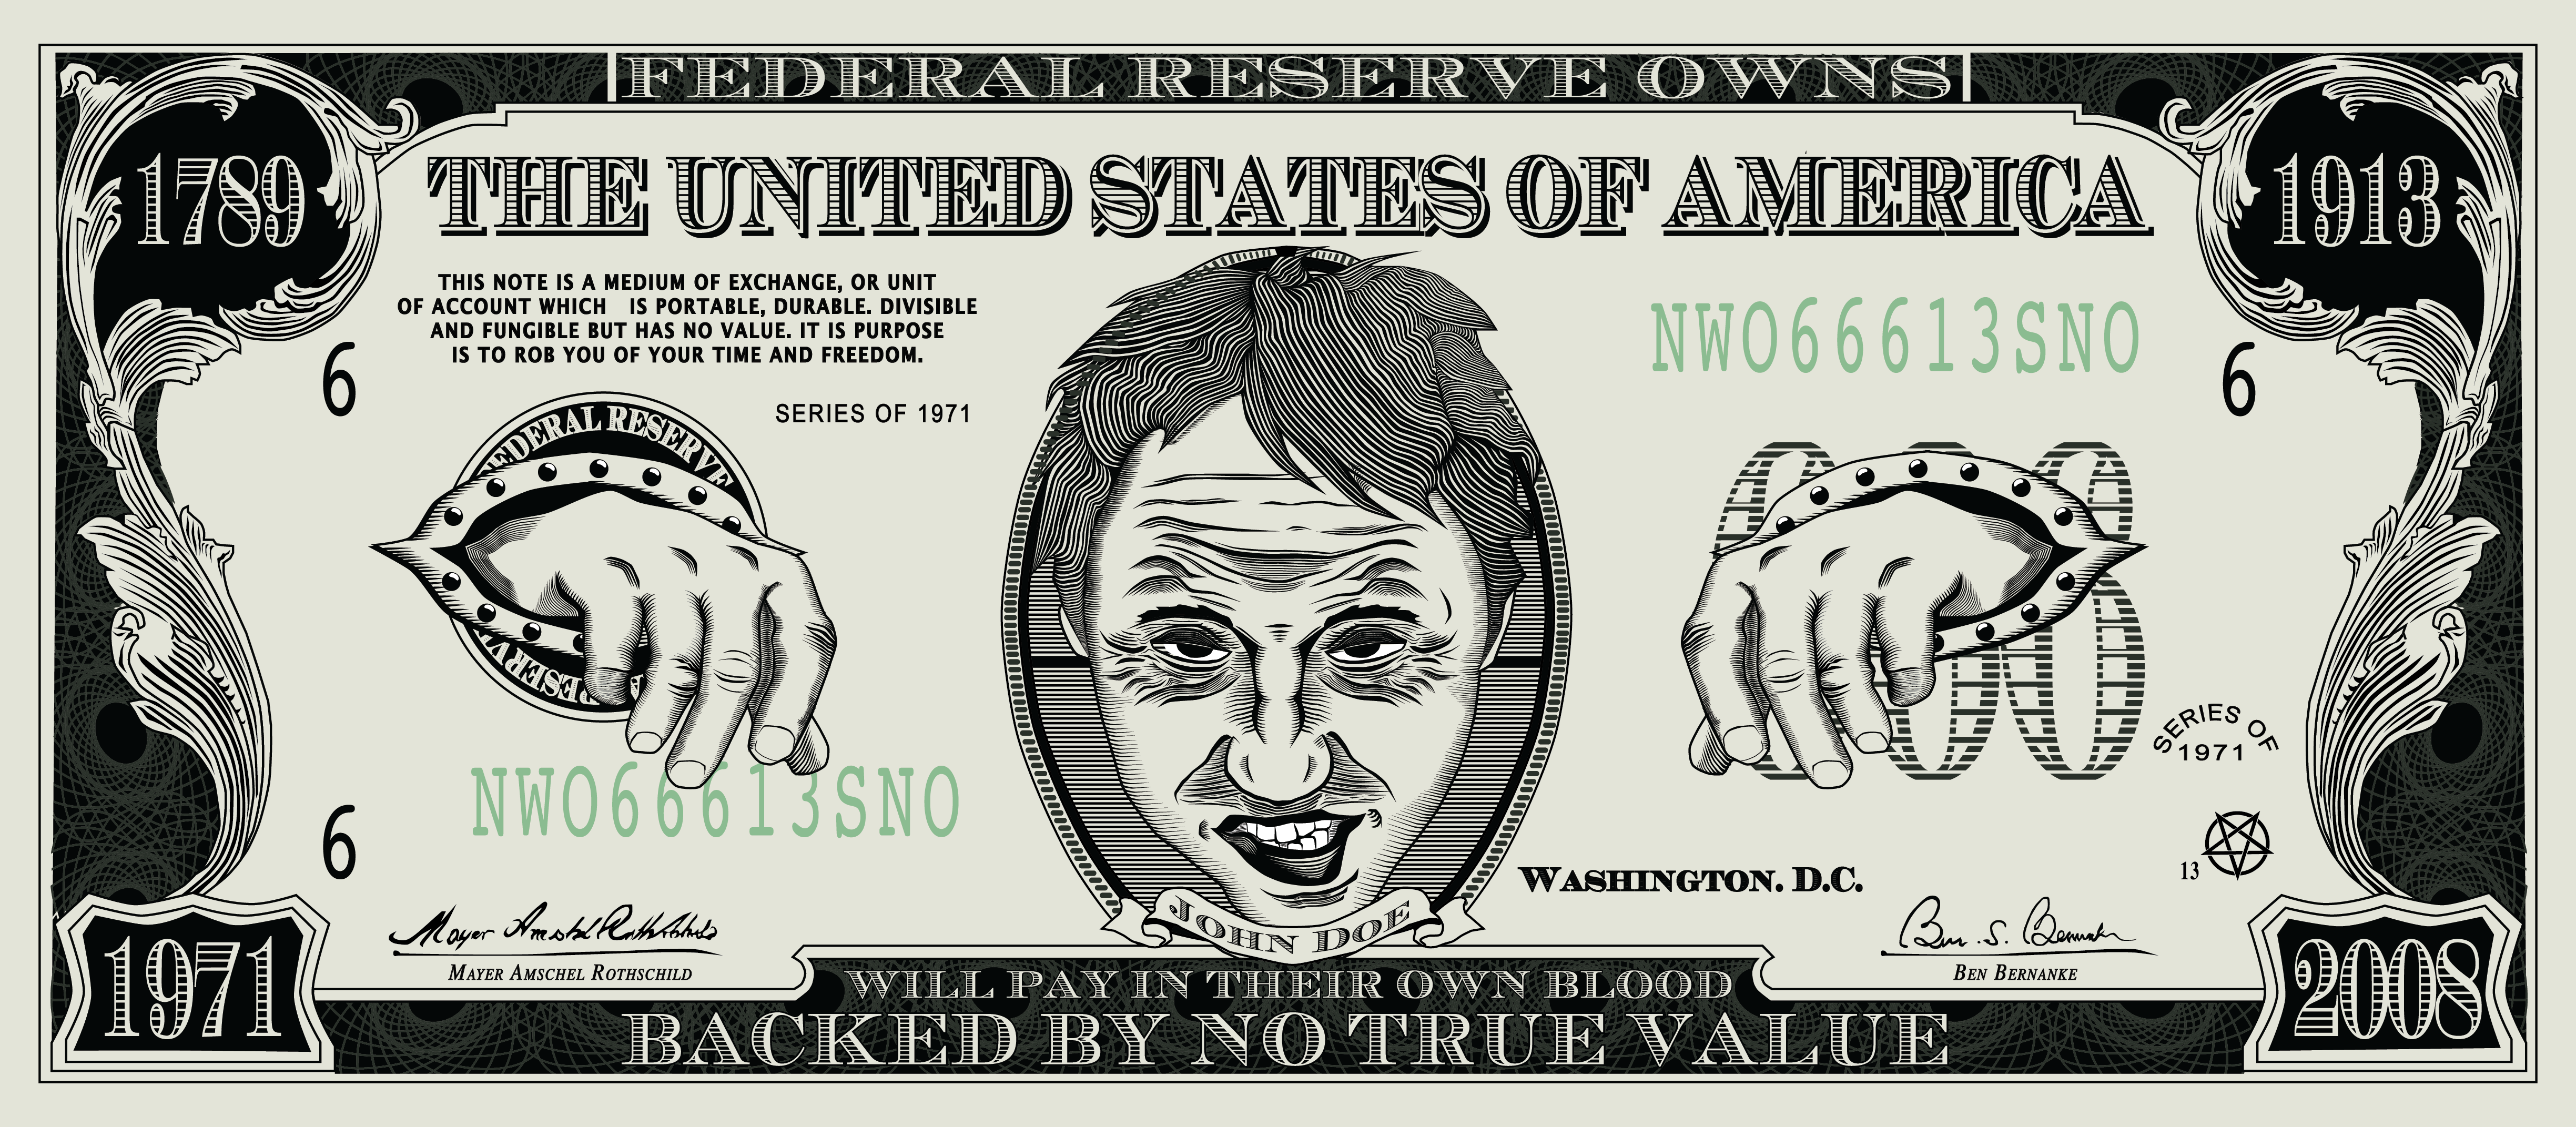 FEDERAL RESERVE OWNS
1789
1913
THE UNITED STATES OF AMERICA
THIS NOTE IS A MEDIUM OF EXCHANGE, OR UNIT
OF ACCOUNT WHICH IS PORTABLE, DURABLE. DIVISIBLE
AND FUNGIBLE BUT HAS NO VALUE. IT IS PURPOSE
IS TO ROB YOU OF YOUR TIME AND FREEDOM.
NWO66613SNO
6
6
SERIES OF 1971
FEDERAL RESERVE
SERIES OF
1971
NWO66613SNO
6
13
WASHINGTON. D.C.
JOHN DOE
Mayer Amschel Rothschild
Ben S. Bernanke
MAYER AMSCHEL ROTHSCHILD
BEN BERNANKE
1971
2008
WILL PAY IN THEIR OWN BLOOD
BACKED BY NO TRUE VALUE